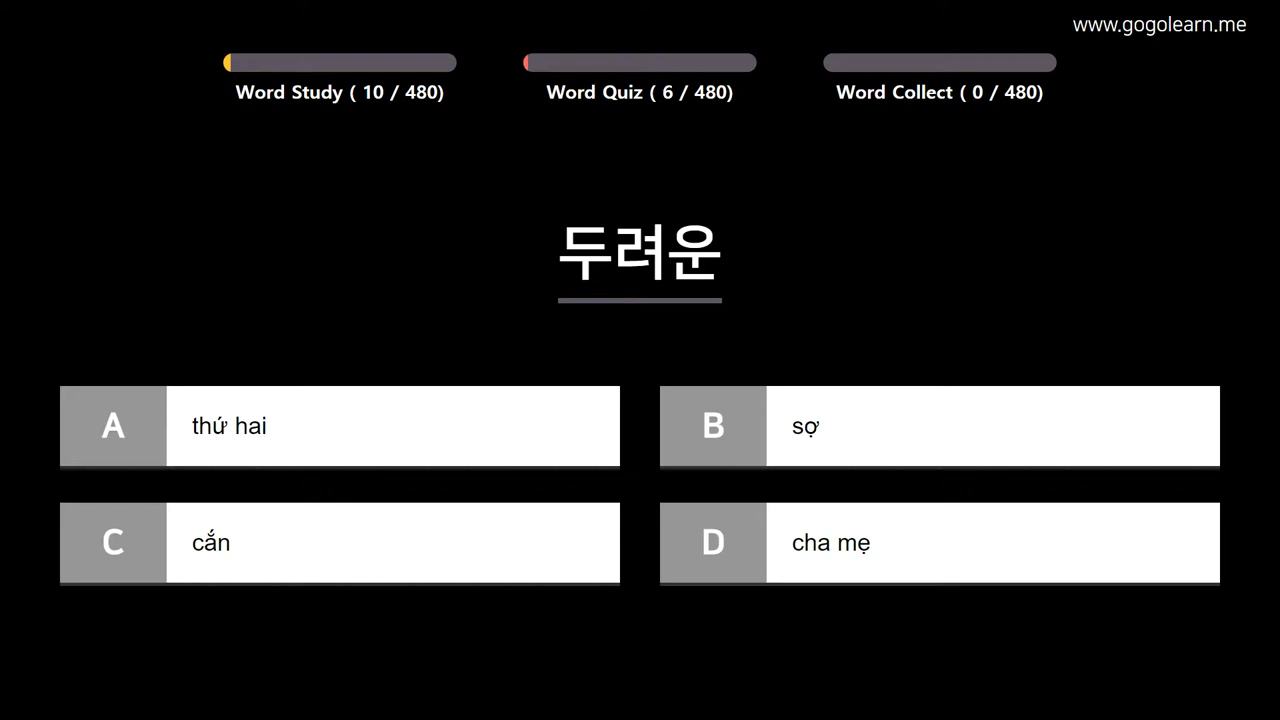 www.gogolearn.me
Word Study ( 10 / 480)
Word Quiz ( 6 / 480)
Word Collect ( 0 / 480)
두려운
A thứ hai
B sợ
C cắn
D cha mẹ